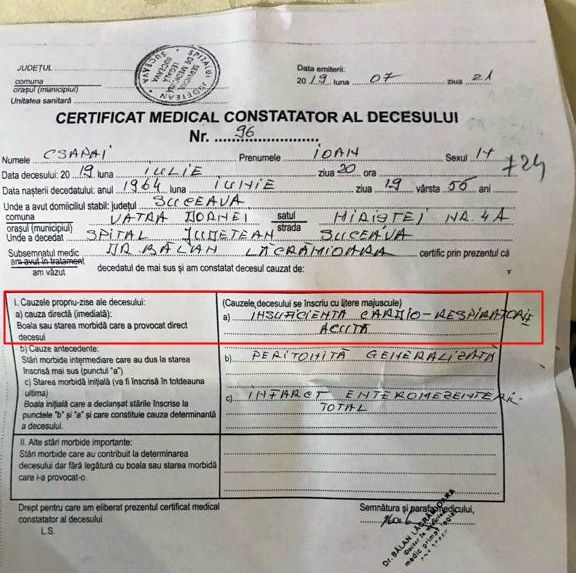 JUDEȚUL
comuna
orașul (municipiul)
Unitatea sanitară
SPITALUL JUDEȚEAN SUCEAVA
Data emiterii:
2019 luna 07 ziua 21
CERTIFICAT MEDICAL CONSTATATOR AL DECESULUI
Nr. 96
Numele CSAPAI Prenumele IOAN Sexul M
724
Data decesului: 2019 luna IULIE ziua 20 ora
Data nașterii decedatului: anul 1964 luna IUNIE ziua 19 vârsta 55 ani
Unde a avut domiciliul stabil: județul SUCEAVA
comuna VATRA DORNEI satul
orașul (municipiul) strada NR 4A
Unde a decedat SPITAL JUDETEAN SUCEAVA
Subsemnatul medic DR BĂLAN LĂCRĂMIOARA certific prin prezentul că
am avut în tratament
am văzut decedatul de mai sus și am constatat decesul cauzat de:
I. Cauzele propriu-zise ale decesului: (Cauzele decesului se înscriu cu litere majuscule)
a) cauza directă (imediată): a) INSUFICIENTA CARDIO-RESPIRATORIE
Boala sau starea morbidă care a provocat direct ACUTĂ
decesul
b) Cauze antecedente:
Stări morbide intermediare care au dus la starea b) PERITONITĂ GENERALIZATĂ
înscrisă mai sus (punctul "a")
c) Starea morbidă inițială (va fi înscrisă în totdeauna
ultima) c) INFARCT ENTEROMEZENTERI-
Boala inițială care a declanșat stările înscrise la TOTAL
punctele "b" și "a" și care constituie cauza determinantă
a decesului.
II. Alte stări morbide importante:
Stări morbide care au contribuit la determinarea
decesului dar fără legătură cu boala sau starea morbidă
care i-a provocat-o.
Drept pentru care am eliberat prezentul certificat medical Semnătura și parafa medicului,
constatator al decesului
L.S.
Dr. BĂLAN LĂCRĂMIOARA
medic primar